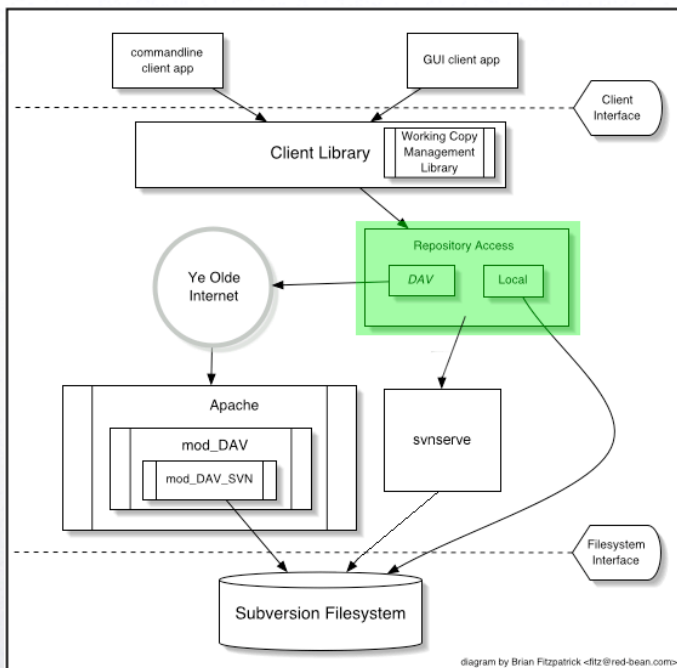 commandline
client app
GUI client app
Client
Interface
Client Library
Working Copy
Management
Library
Repository Access
DAV
Local
Ye Olde
Internet
Apache
mod_DAV
mod_DAV_SVN
svnserve
Filesystem
Interface
Subversion Filesystem
diagram by Brian Fitzpatrick <fitz@red-bean.com>